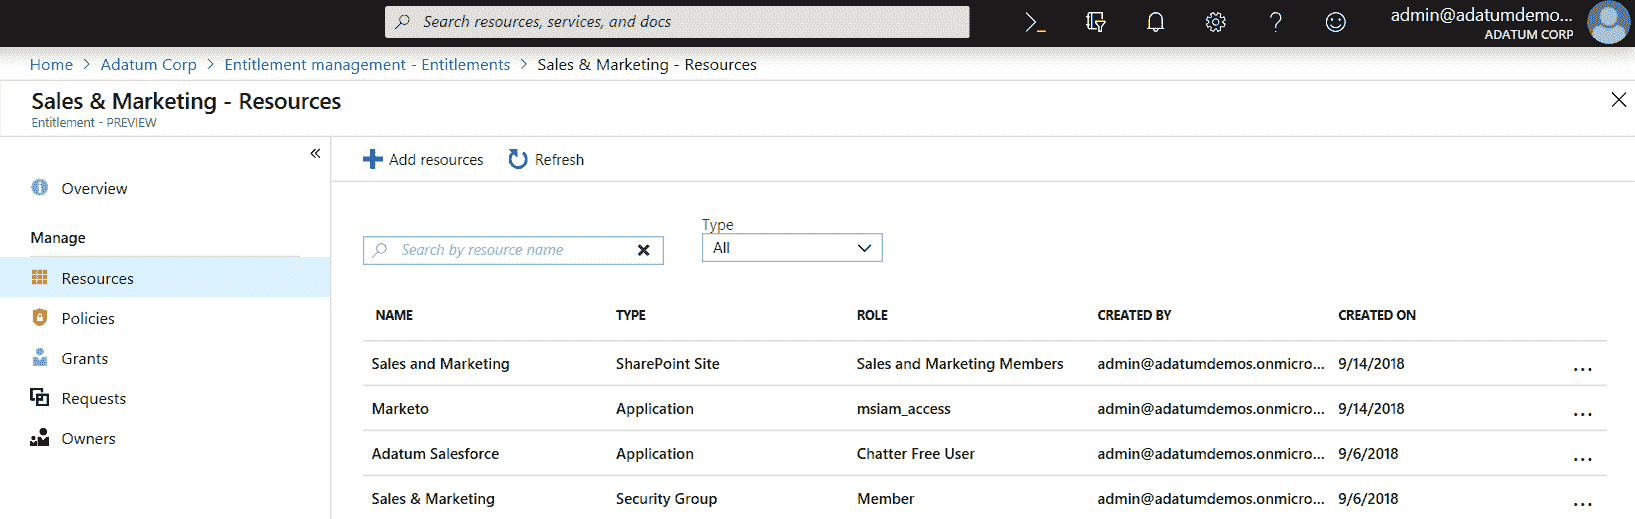 Search resources, services, and docs
admin@adatumdemos...
ADATUM CORP
Home > Adatum Corp > Entitlement management - Entitlements > Sales & Marketing - Resources
Sales & Marketing - Resources
Entitlement - PREVIEW
Add resources Refresh
Overview
Manage
Resources
Policies
Grants
Requests
Owners
Type
Search by resource name All
NAME TYPE ROLE CREATED BY CREATED ON
Sales and Marketing SharePoint Site Sales and Marketing Members admin@adatumdemos.onmicro... 9/14/2018 ...
Marketo Application msiam_access admin@adatumdemos.onmicro... 9/14/2018 ...
Adatum Salesforce Application Chatter Free User admin@adatumdemos.onmicro... 9/6/2018 ...
Sales & Marketing Security Group Member admin@adatumdemos.onmicro... 9/6/2018 ...